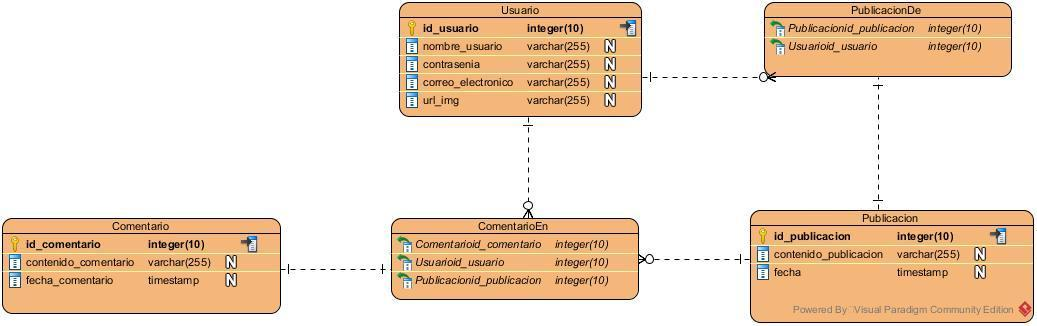 Usuario
id_usuario integer(10)
nombre_usuario varchar(255) N
contrasenia varchar(255) N
correo_electronico varchar(255) N
url_img varchar(255) N
PublicacionDe
Publicacionid_publicacion integer(10)
Usuarioid_usuario integer(10)
Comentario
id_comentario integer(10)
contenido_comentario varchar(255) N
fecha_comentario timestamp N
ComentarioEn
Comentarioid_comentario integer(10)
Usuarioid_usuario integer(10)
Publicacionid_publicacion integer(10)
Publicacion
id_publicacion integer(10)
contenido_publicacion varchar(255) N
fecha timestamp N
Powered By Visual Paradigm Community Edition